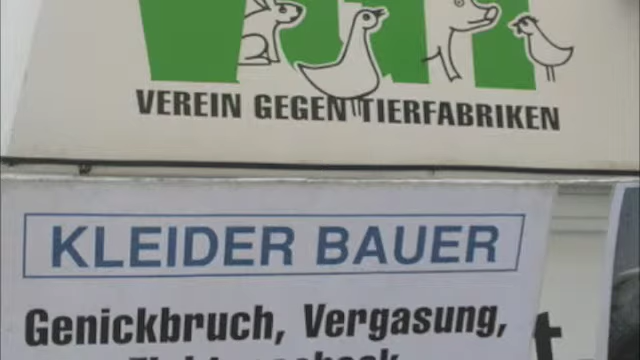 VEREIN GEGEN TIERFABRIKEN
KLEIDER BAUER
Genickbruch, Vergasung,